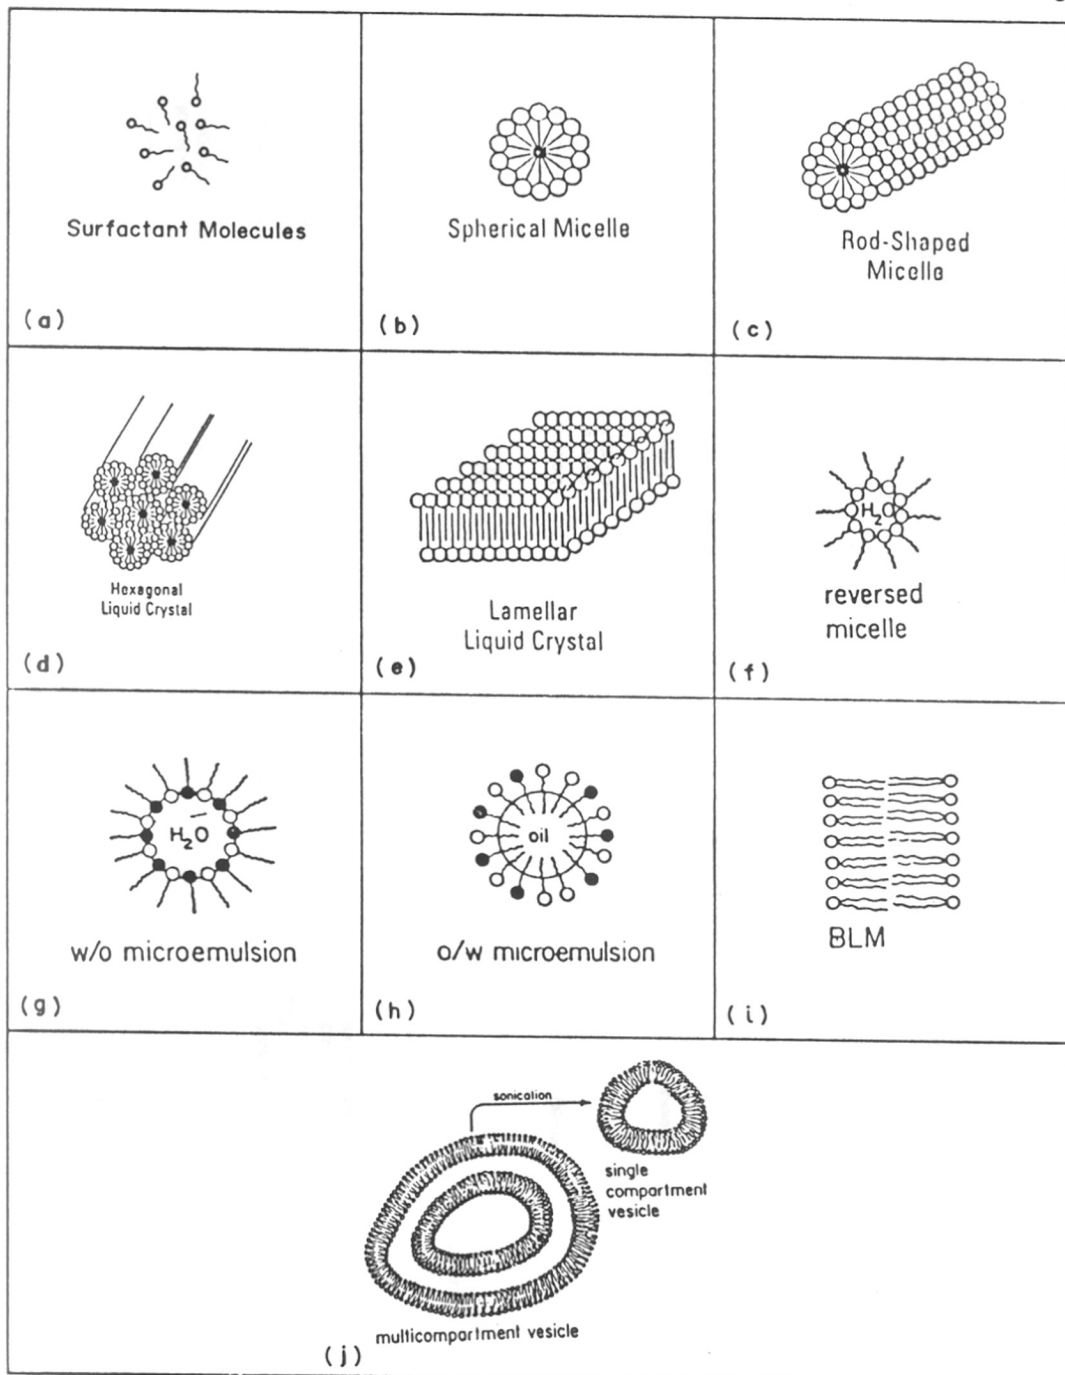 Surfactant Molecules
(a)
Spherical Micelle
(b)
Rod-Shaped
Micelle
(c)
Hexagonal
Liquid Crystal
(d)
Lamellar
Liquid Crystal
(e)
H₂O
reversed
micelle
(f)
H₂O
w/o microemulsion
(g)
oil
o/w microemulsion
(h)
BLM
(i)
sonication
single
compartment
vesicle
multicompartment vesicle
(j)